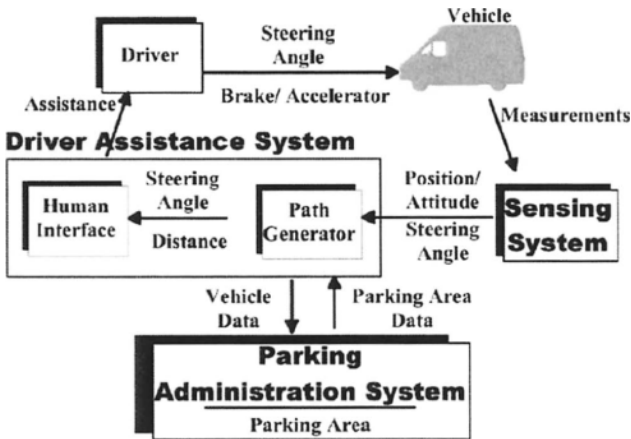 Vehicle
Driver
Steering
Angle
Brake/ Accelerator
Assistance
Measurements
Driver Assistance System
Human
Interface
Steering
Angle
Distance
Path
Generator
Position/
Attitude
Steering
Angle
Sensing
System
Vehicle
Data
Parking Area
Data
Parking
Administration System
Parking Area